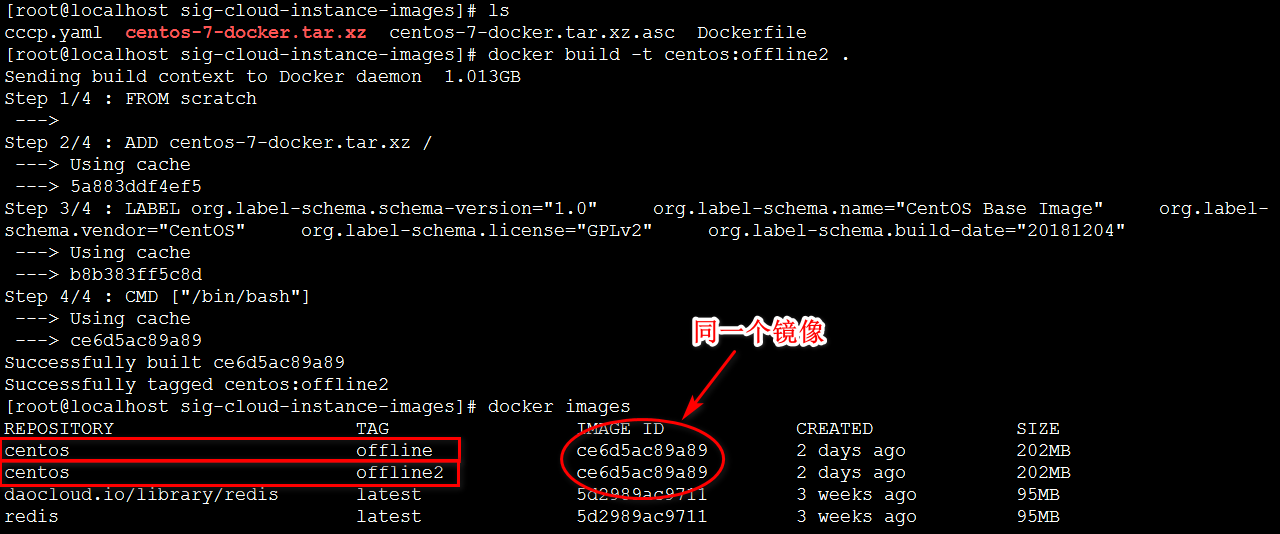 [root@localhost sig-cloud-instance-images]# ls
cccp.yaml  centos-7-docker.tar.xz  centos-7-docker.tar.xz.asc  Dockerfile
[root@localhost sig-cloud-instance-images]# docker build -t centos:offline2 .
Sending build context to Docker daemon  1.013GB
Step 1/4 : FROM scratch
 --->
Step 2/4 : ADD centos-7-docker.tar.xz /
 ---> Using cache
 ---> 5a883ddf4ef5
Step 3/4 : LABEL org.label-schema.schema-version="1.0"     org.label-schema.name="CentOS Base Image"     org.label-
schema.vendor="CentOS"     org.label-schema.license="GPLv2"     org.label-schema.build-date="20181204"
 ---> Using cache
 ---> b8b383ff5c8d
Step 4/4 : CMD ["/bin/bash"]
 ---> Using cache
 ---> ce6d5ac89a89
同一个镜像
Successfully built ce6d5ac89a89
Successfully tagged centos:offline2
[root@localhost sig-cloud-instance-images]# docker images
REPOSITORY                      TAG                 IMAGE ID            CREATED             SIZE
centos                          offline             ce6d5ac89a89        2 days ago          202MB
centos                          offline2            ce6d5ac89a89        2 days ago          202MB
daocloud.io/library/redis       latest              5d2989ac9711        3 weeks ago         95MB
redis                           latest              5d2989ac9711        3 weeks ago         95MB